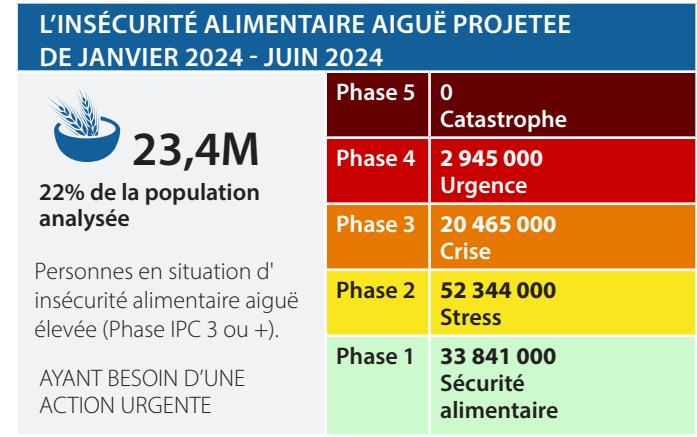 L’INSÉCURITÉ ALIMENTAIRE AIGUË PROJETEE
DE JANVIER 2024 - JUIN 2024
23,4M
22% de la population
analysée
Personnes en situation d'
insécurité alimentaire aiguë
élevée (Phase IPC 3 ou +).
AYANT BESOIN D’UNE
ACTION URGENTE
Phase 5
0
Catastrophe
Phase 4
2 945 000
Urgence
Phase 3
20 465 000
Crise
Phase 2
52 344 000
Stress
Phase 1
33 841 000
Sécurité
alimentaire